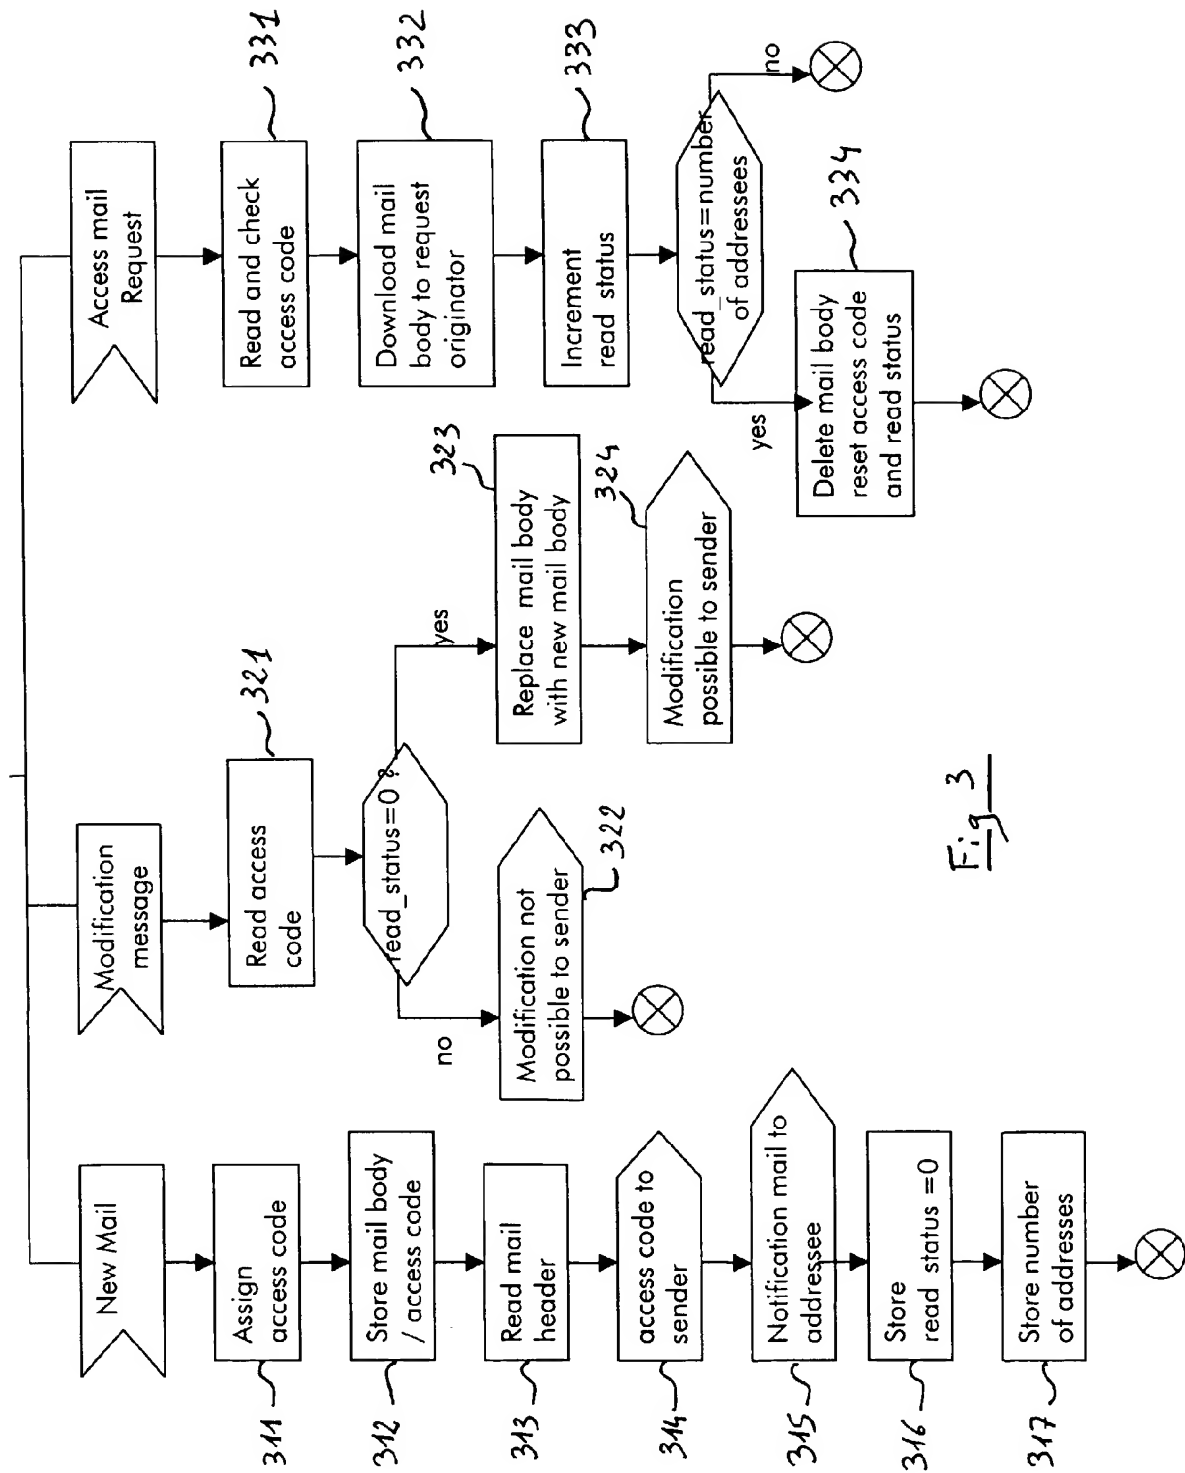 New Mail
311
Assign
access code
312
Store mail body
/ access code
313
Read mail
header
314
access code to
sender
315
Notification mail to
addressee
316
Store
read status =0
317
Store number
of addresses
Modification
message
321
Read access
code
read_status=0 ?
no
yes
Modification not
possible to sender
322
323
Replace mail body
with new mail body
324
Modification
possible to sender
Access mail
Request
331
Read and check
access code
332
Download mail
body to request
originator
333
Increment
read status
read_status=number
of addressees
no
yes
334
Delete mail body
reset access code
and read status
Fig 3